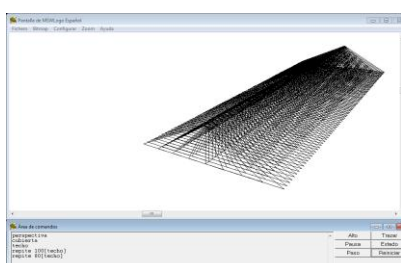 Pantalla de MSWLogo Español
Fichero Bitmap Configurar Zoom Ayuda
Área de comandos
perspectiva
cubierta
techo
repite 100[techo]
repite 80[techo]
Alto Trazar
Pausa Estado
Paso Reiniciar